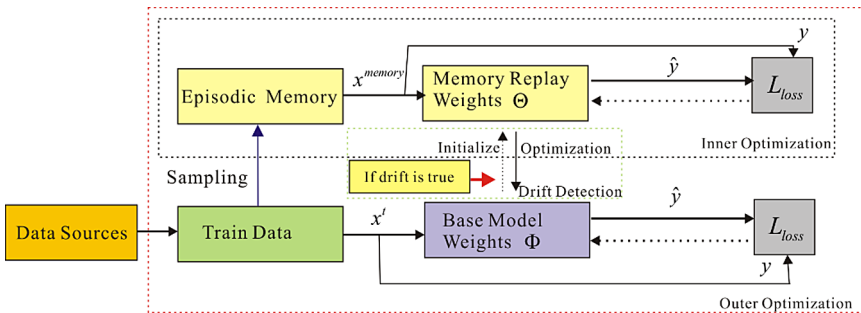 y
Episodic Memory
x^memory
Memory Replay
Weights Θ
ŷ
L_loss
Inner Optimization
Initialize
Optimization
If drift is true
Drift Detection
Sampling
Data Sources
Train Data
x^t
Base Model
Weights Φ
ŷ
L_loss
y
Outer Optimization